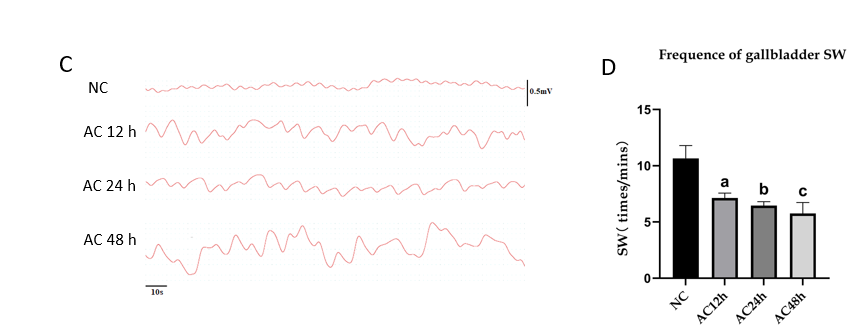 C
NC
0.5mV
AC 12 h
AC 24 h
AC 48 h
10s
D
Frequence of gallbladder SW
SW( times/mins)
15
10
5
0
a
b
c
NC
AC12h
AC24h
AC48h